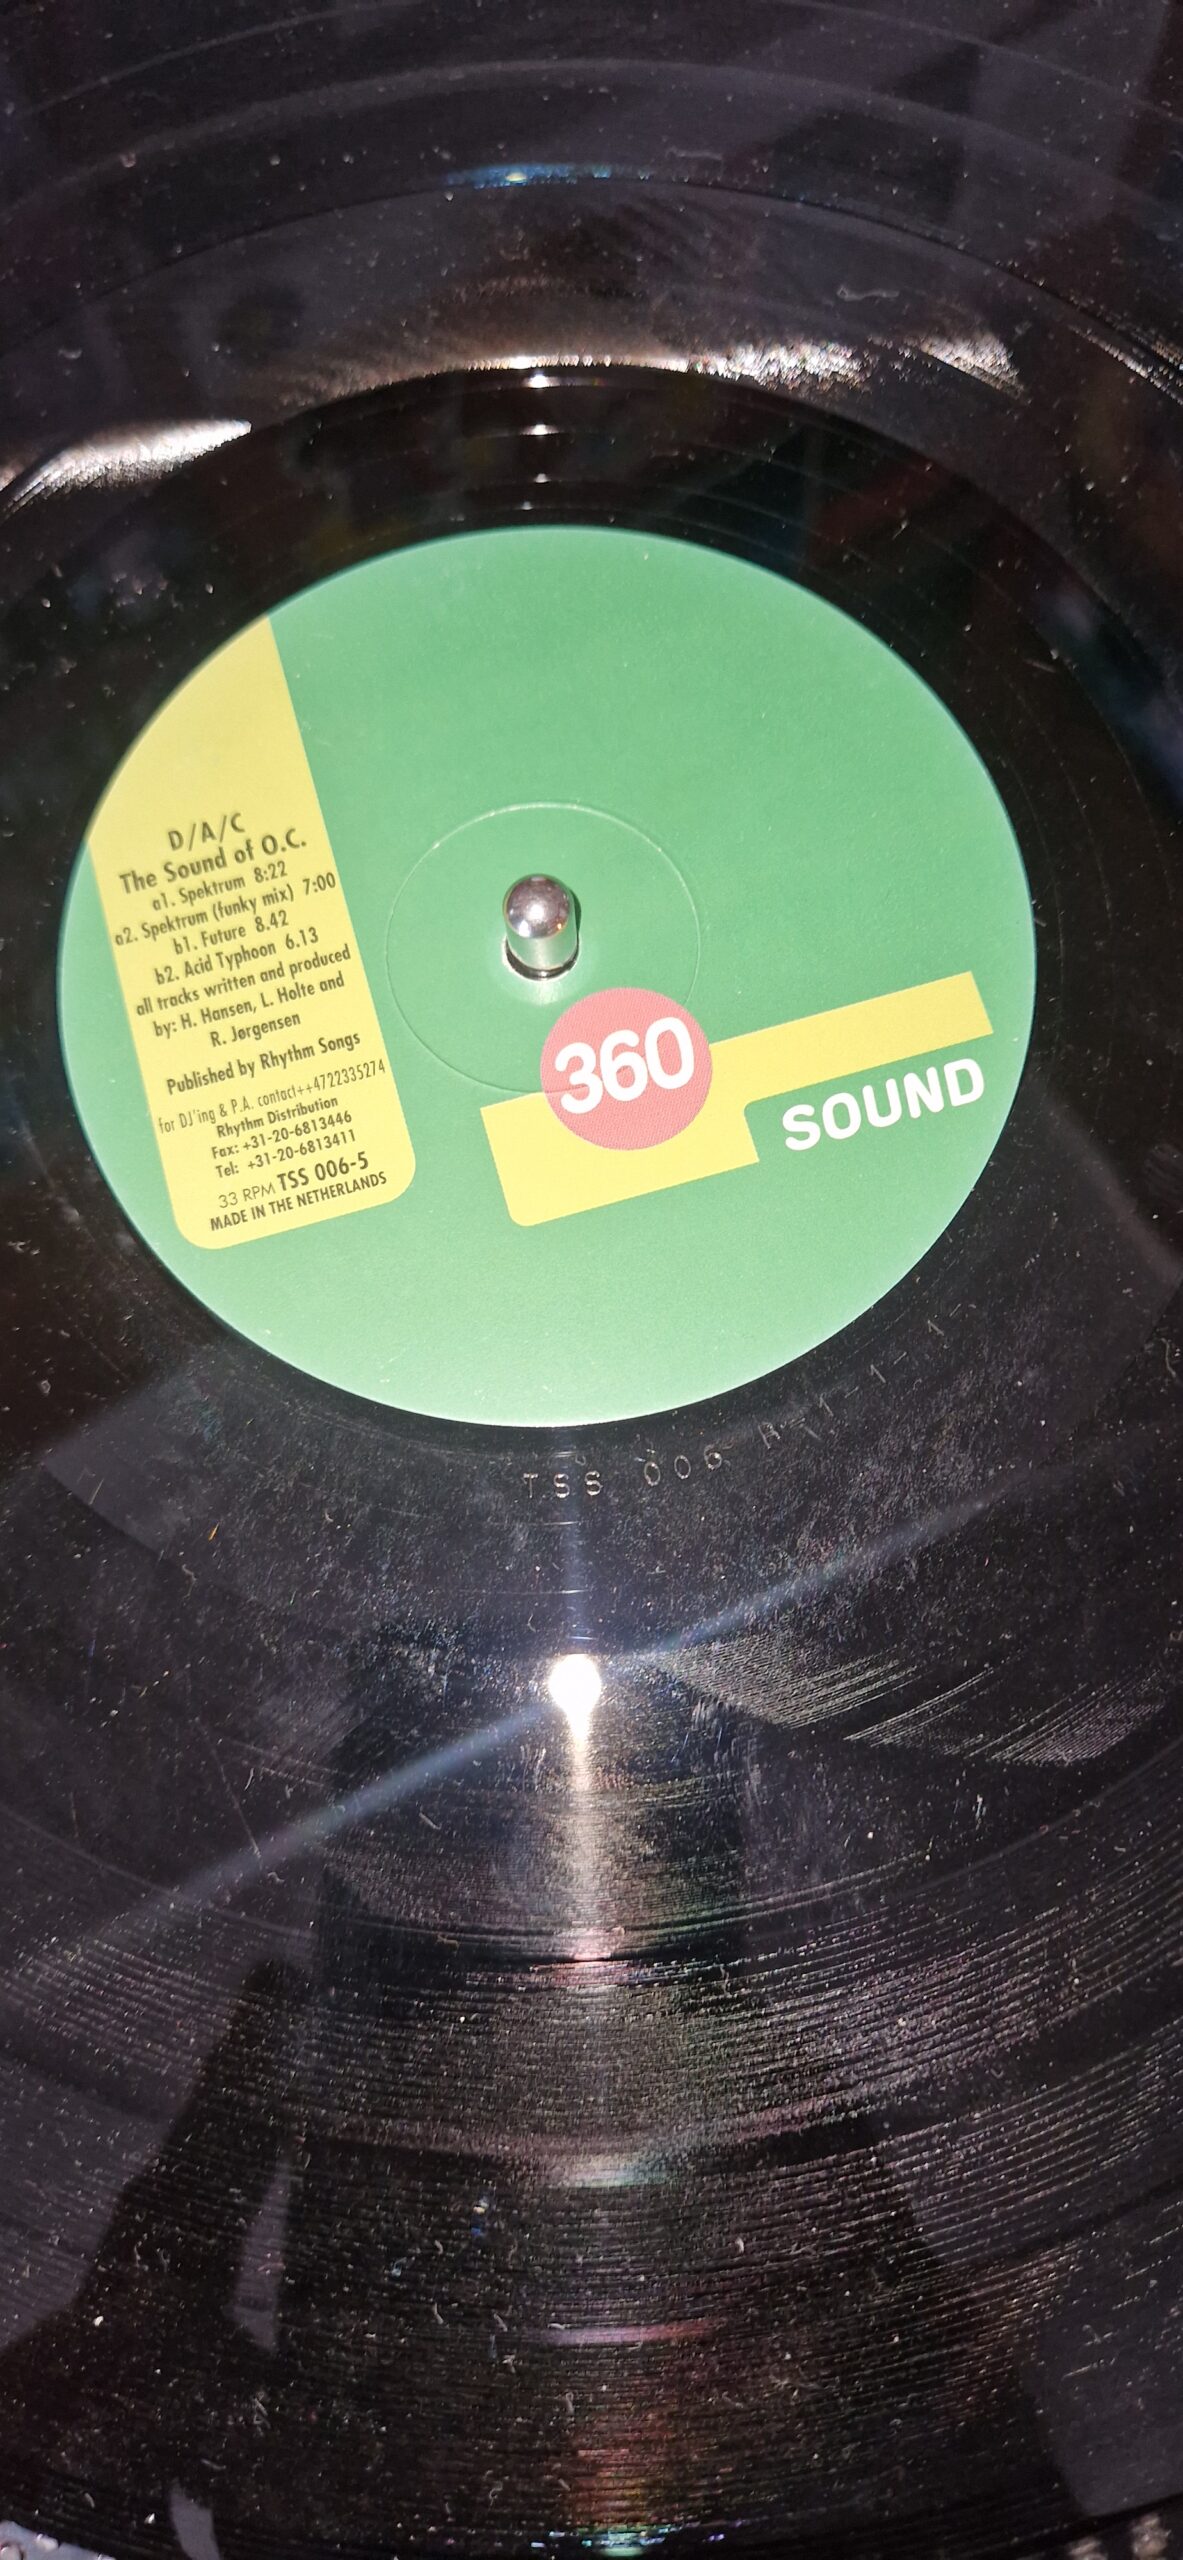 D/A/C
The Sound of O.C.
a1. Spektrum 8:22
a2. Spektrum (funky mix) 7:00
b1. Future 8.42
b2. Acid Typhoon 6.13
all tracks written and produced
by: H. Hansen, L. Holte and
R. Jørgensen
Published by Rhythm Songs
for DJ'ing & P.A. contact++4722335274
Rhythm Distribution
Fax: +31-20-6813446
Tel: +31-20-6813411
33 RPM TSS 006-5
MADE IN THE NETHERLANDS
360
SOUND
TSS 006